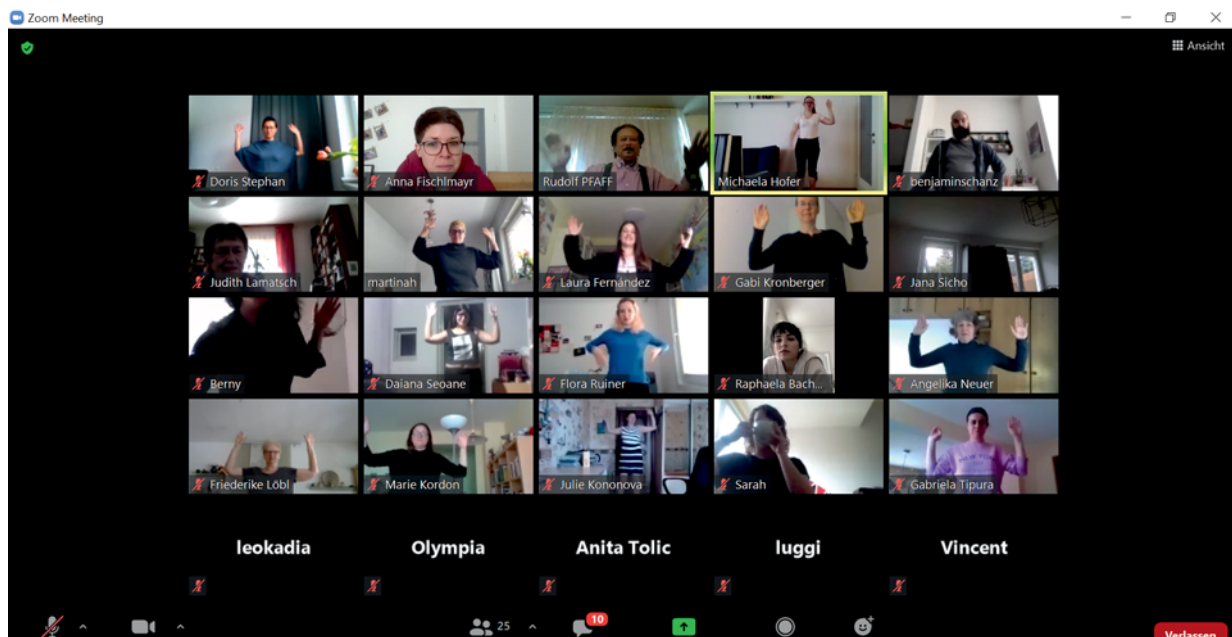 Zoom Meeting
Ansicht
Doris Stephan
Anna Fischlmayr
Rudolf PFAFF
Michaela Hofer
benjaminschanz
Judith Lamatsch
martinah
Laura Fernández
Gabi Kronberger
Jana Sicho
Berny
Daiana Seoane
Flora Ruiner
Raphaela Bach...
Angelika Neuer
Friederike Löbl
Marie Kordon
Julie Kononova
Sarah
Gabriela Tipura
leokadia
Olympia
Anita Tolic
luggi
Vincent
25
10
Verlassen